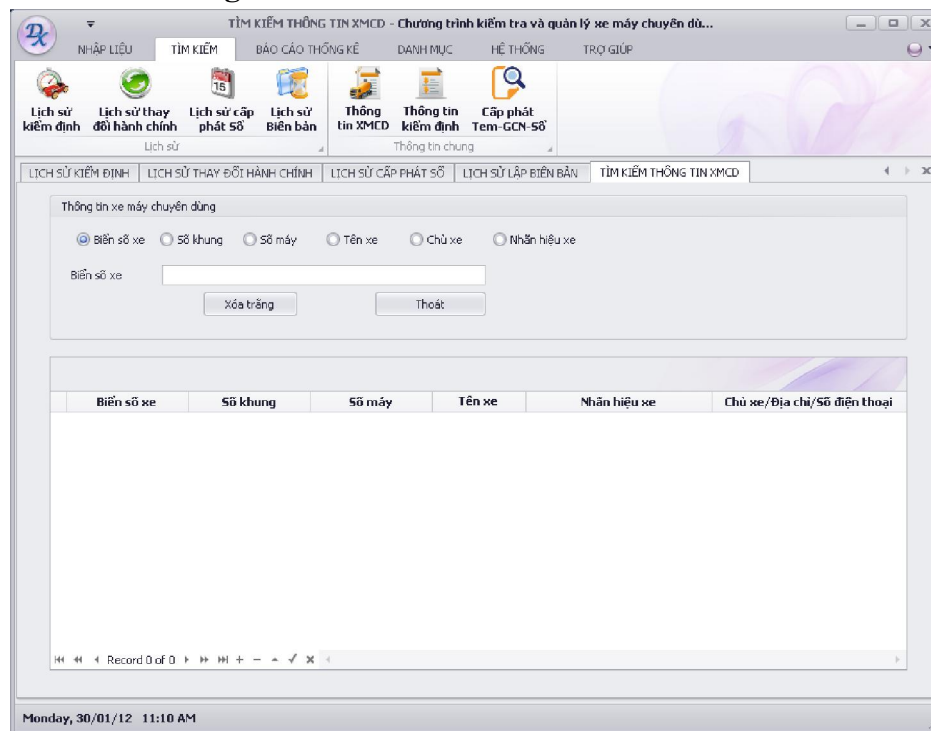 TÌM KIẾM THÔNG TIN XMCD - Chương trình kiểm tra và quản lý xe máy chuyên dù...
NHẬP LIỆU TÌM KIẾM BÁO CÁO THỐNG KÊ DANH MỤC HỆ THỐNG TRỢ GIÚP
Lịch sử kiểm định
Lịch sử thay đổi hành chính
Lịch sử cấp phát Sổ
Lịch sử Biên bản
Thông tin XMCD
Thông tin kiểm định
Cấp phát Tem-GCN-Sổ
Lịch sử Thông tin chung
LỊCH SỬ KIỂM ĐỊNH LỊCH SỬ THAY ĐỔI HÀNH CHÍNH LỊCH SỬ CẤP PHÁT SỔ LỊCH SỬ LẬP BIÊN BẢN TÌM KIẾM THÔNG TIN XMCD
Thông tin xe máy chuyên dùng
Biển số xe Số khung Số máy Tên xe Chủ xe Nhãn hiệu xe
Biển số xe
Xóa trắng Thoát
Biển số xe Số khung Số máy Tên xe Nhãn hiệu xe Chủ xe/Địa chỉ/Số điện thoại
Record 0 of 0
Monday, 30/01/12 11:10 AM